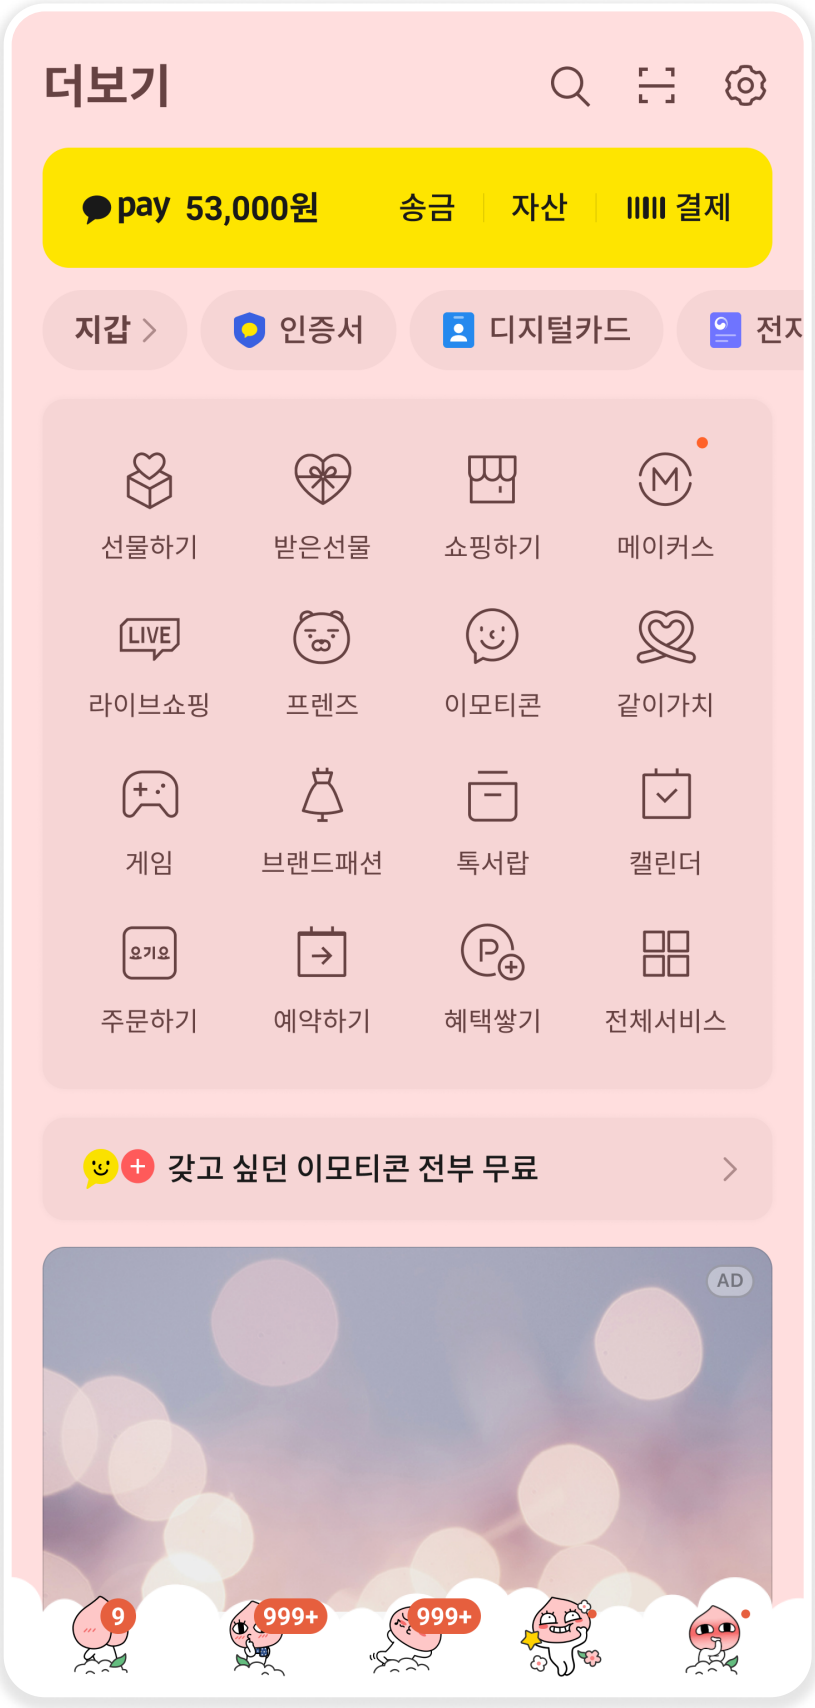 더보기
pay 53,000원 송금 자산 결제
지갑 인증서 디지털카드 전자
선물하기 받은선물 쇼핑하기 메이커스
M
LIVE
라이브쇼핑 프렌즈 이모티콘 같이가치
게임 브랜드패션 톡서랍 캘린더
요기요 P
주문하기 예약하기 혜택쌓기 전체서비스
갖고 싶던 이모티콘 전부 무료
AD
9 999+ 999+